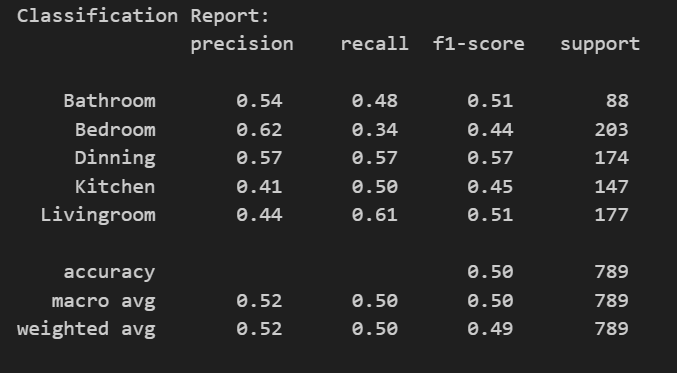 Classification Report:
precision recall f1-score support
Bathroom 0.54 0.48 0.51 88
Bedroom 0.62 0.34 0.44 203
Dinning 0.57 0.57 0.57 174
Kitchen 0.41 0.50 0.45 147
Livingroom 0.44 0.61 0.51 177
accuracy 0.50 789
macro avg 0.52 0.50 0.50 789
weighted avg 0.52 0.50 0.49 789